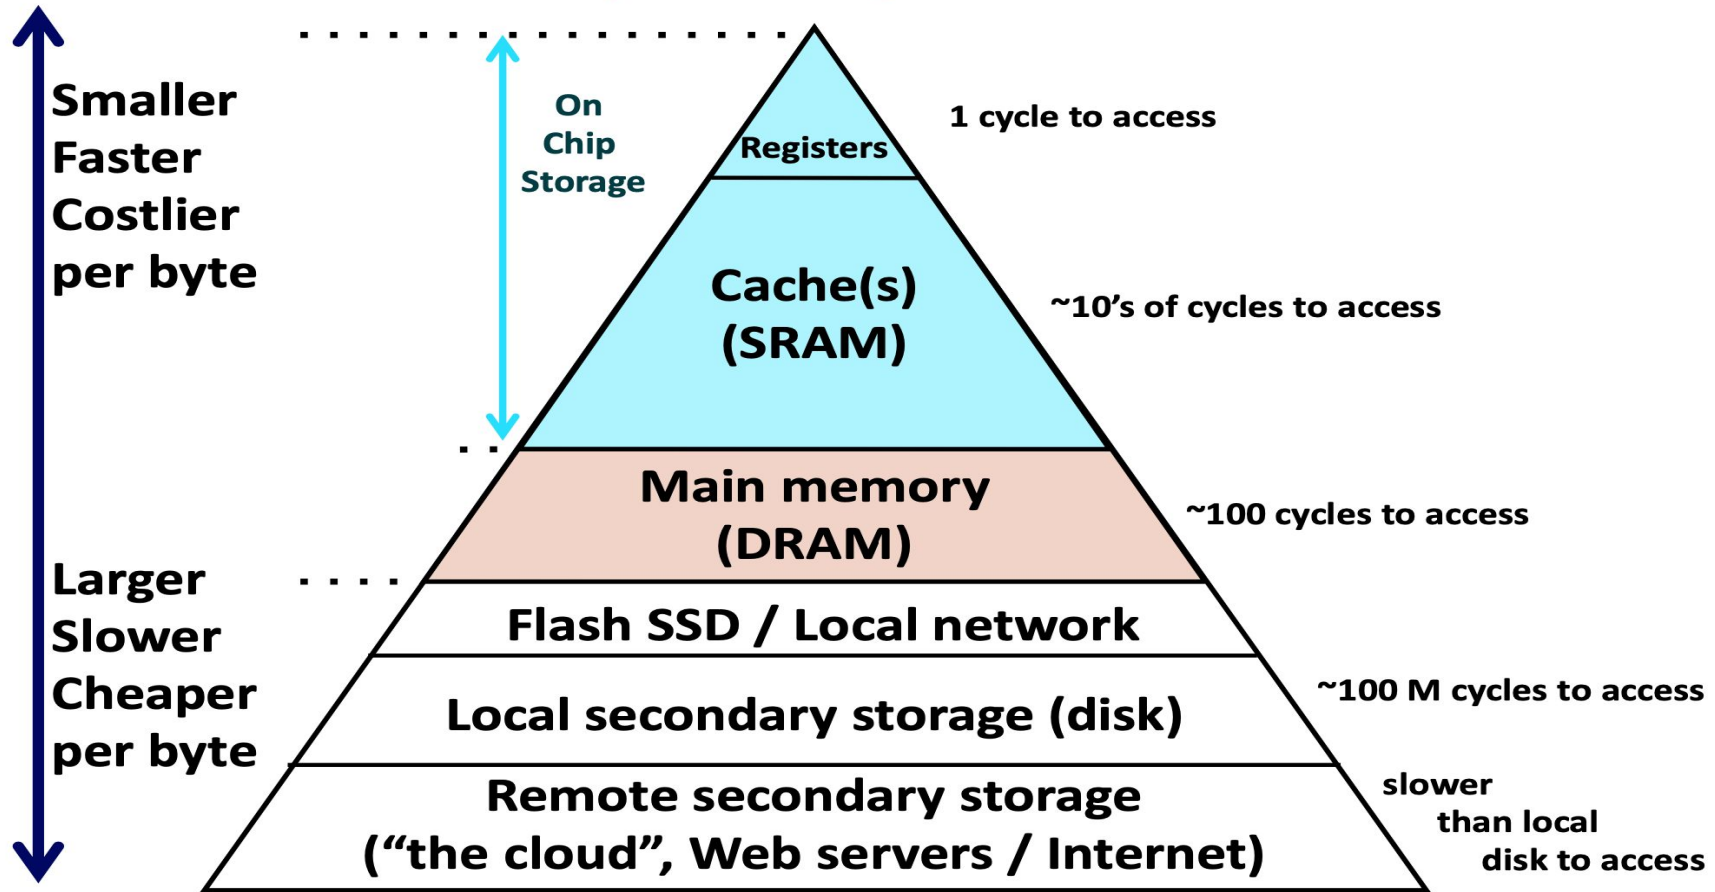 Smaller
Faster
Costlier
per byte
On
Chip
Storage
Registers
1 cycle to access
Cache(s)
(SRAM)
~10’s of cycles to access
Main memory
(DRAM)
~100 cycles to access
Larger
Slower
Cheaper
per byte
Flash SSD / Local network
Local secondary storage (disk)
~100 M cycles to access
Remote secondary storage
(“the cloud”, Web servers / Internet)
slower
than local
disk to access